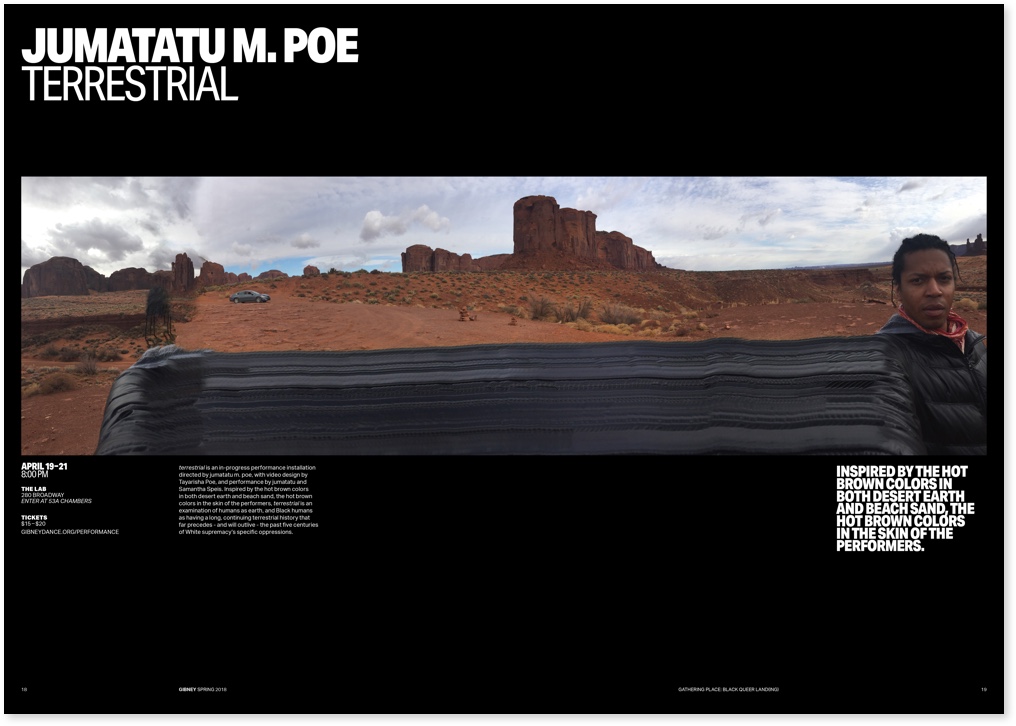 JUMATATU M. POE
TERRESTRIAL
APRIL 19–21
8:00 PM
THE LAB
280 BROADWAY
ENTER AT 53A CHAMBERS
TICKETS
$15–$20
GIBNEYDANCE.ORG/PERFORMANCE
terrestrial is an in-progress performance installation
directed by jumatatu m. poe, with video design by
Tayarisha Poe, and performance by jumatatu and
Samantha Speis. Inspired by the hot brown colors
in both desert earth and beach sand, the hot brown
colors in the skin of the performers, terrestrial is an
examination of humans as earth, and Black humans
as having a long, continuing terrestrial history that
far precedes - and will outlive - the past five centuries
of White supremacy's specific oppressions.
INSPIRED BY THE HOT
BROWN COLORS IN
BOTH DESERT EARTH
AND BEACH SAND, THE
HOT BROWN COLORS
IN THE SKIN OF THE
PERFORMERS.
18
GIBNEY SPRING 2018
GATHERING PLACE: BLACK QUEER LAND(ING)
19